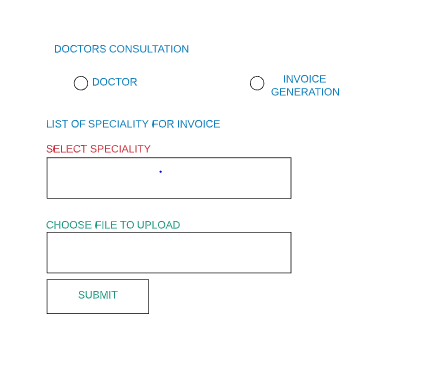 DOCTORS CONSULTATION
DOCTOR
INVOICE
GENERATION
LIST OF SPECIALITY FOR INVOICE
SELECT SPECIALITY
CHOOSE FILE TO UPLOAD
SUBMIT